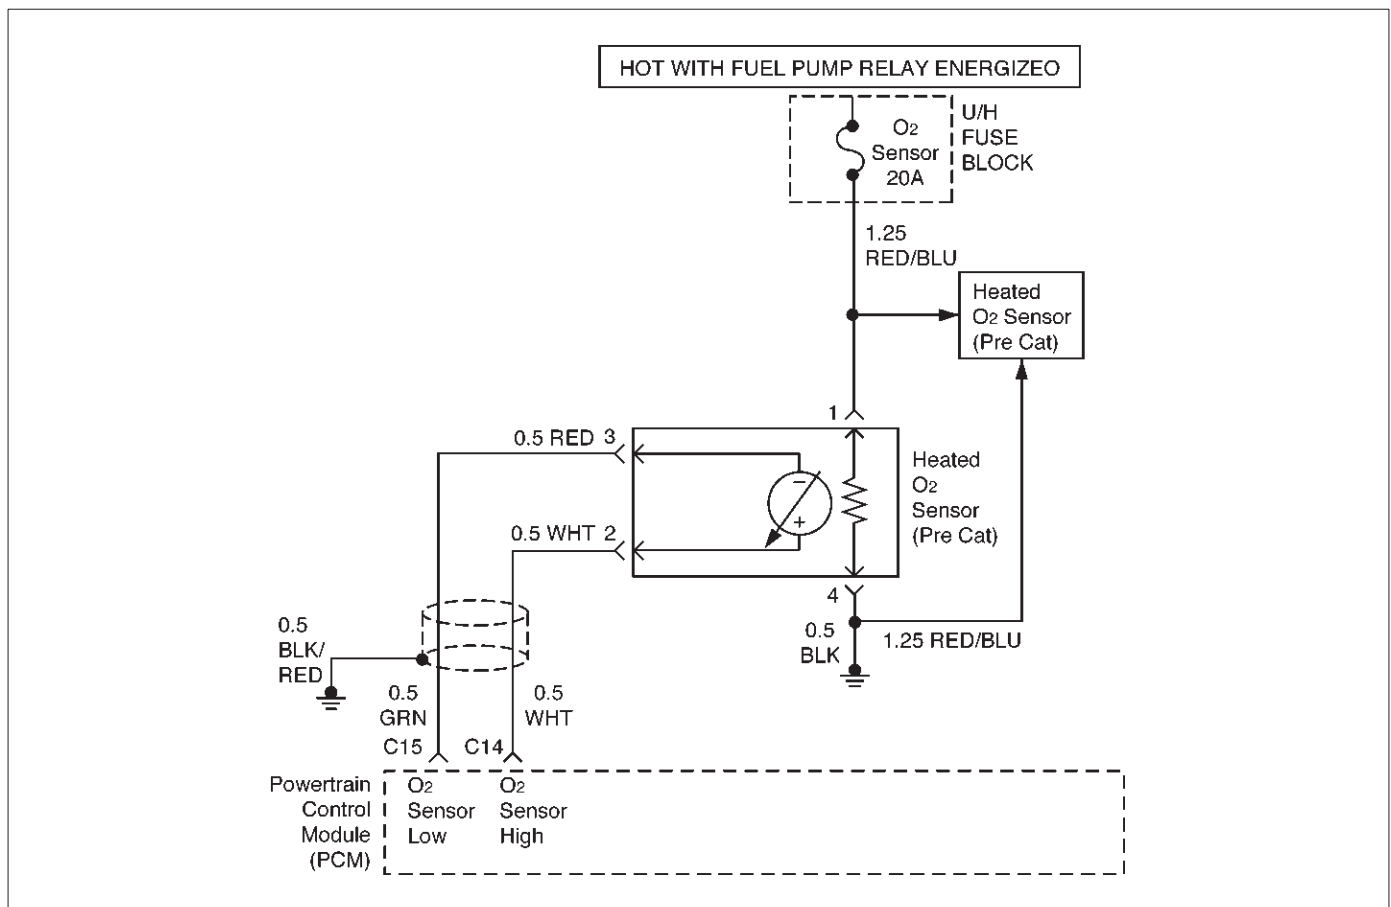 HOT WITH FUEL PUMP RELAY ENERGIZEO
O2
Sensor
20A
U/H
FUSE
BLOCK
1.25
RED/BLU
Heated
O2 Sensor
(Pre Cat)
1
0.5 RED 3
−
+
0.5 WHT 2
Heated
O2
Sensor
(Pre Cat)
4
0.5
BLK
1.25 RED/BLU
0.5
BLK/
RED
0.5
GRN
0.5
WHT
C15
C14
Powertrain
Control
Module
(PCM)
O2
Sensor
Low
O2
Sensor
High